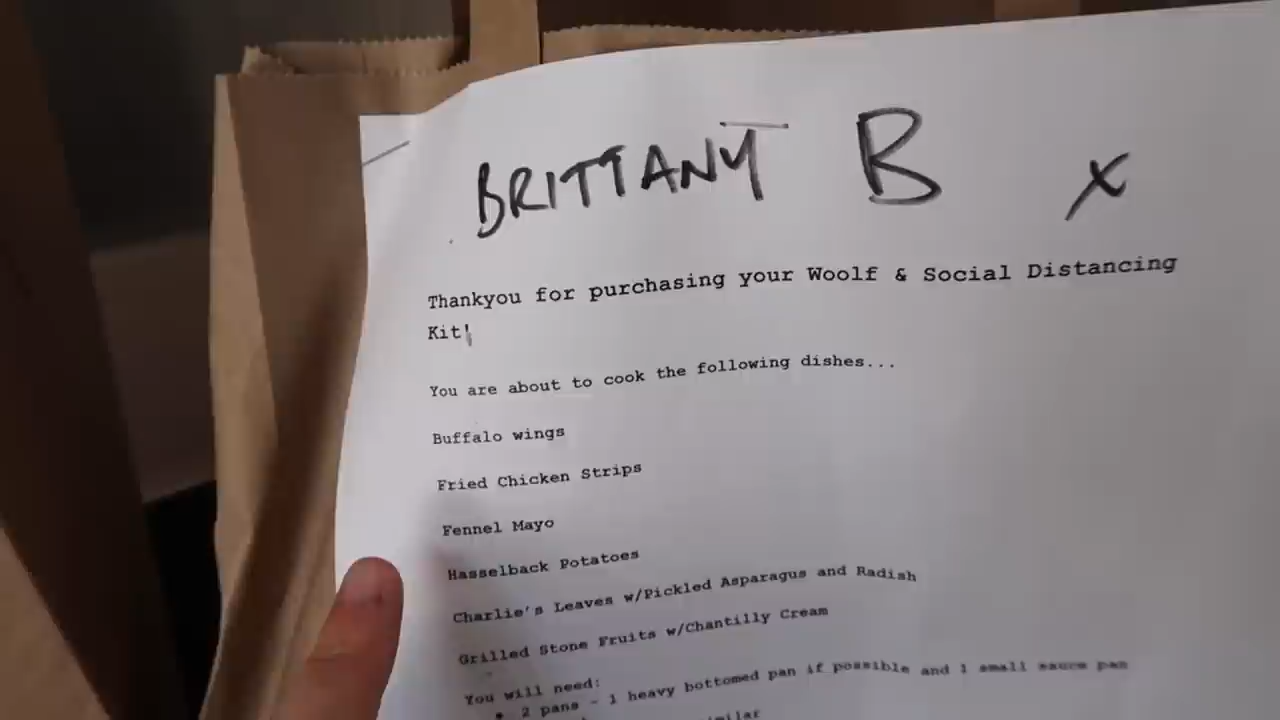 BRITTANY B x
Thankyou for purchasing your Woolf & Social Distancing
Kit!
You are about to cook the following dishes...
Buffalo wings
Fried Chicken Strips
Fennel Mayo
Hasselback Potatoes
Charlie's Leaves w/Pickled Asparagus and Radish
Grilled Stone Fruits w/Chantilly Cream
You will need:
• 2 pans - 1 heavy bottomed pan if possible and 1 small sauce pan
similar